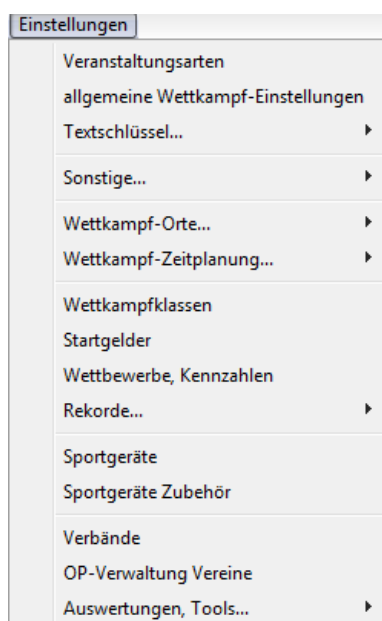 Einstellungen
Veranstaltungsarten
allgemeine Wettkampf-Einstellungen
Textschlüssel...
Sonstige...
Wettkampf-Orte...
Wettkampf-Zeitplanung...
Wettkampfklassen
Startgelder
Wettbewerbe, Kennzahlen
Rekorde...
Sportgeräte
Sportgeräte Zubehör
Verbände
OP-Verwaltung Vereine
Auswertungen, Tools...